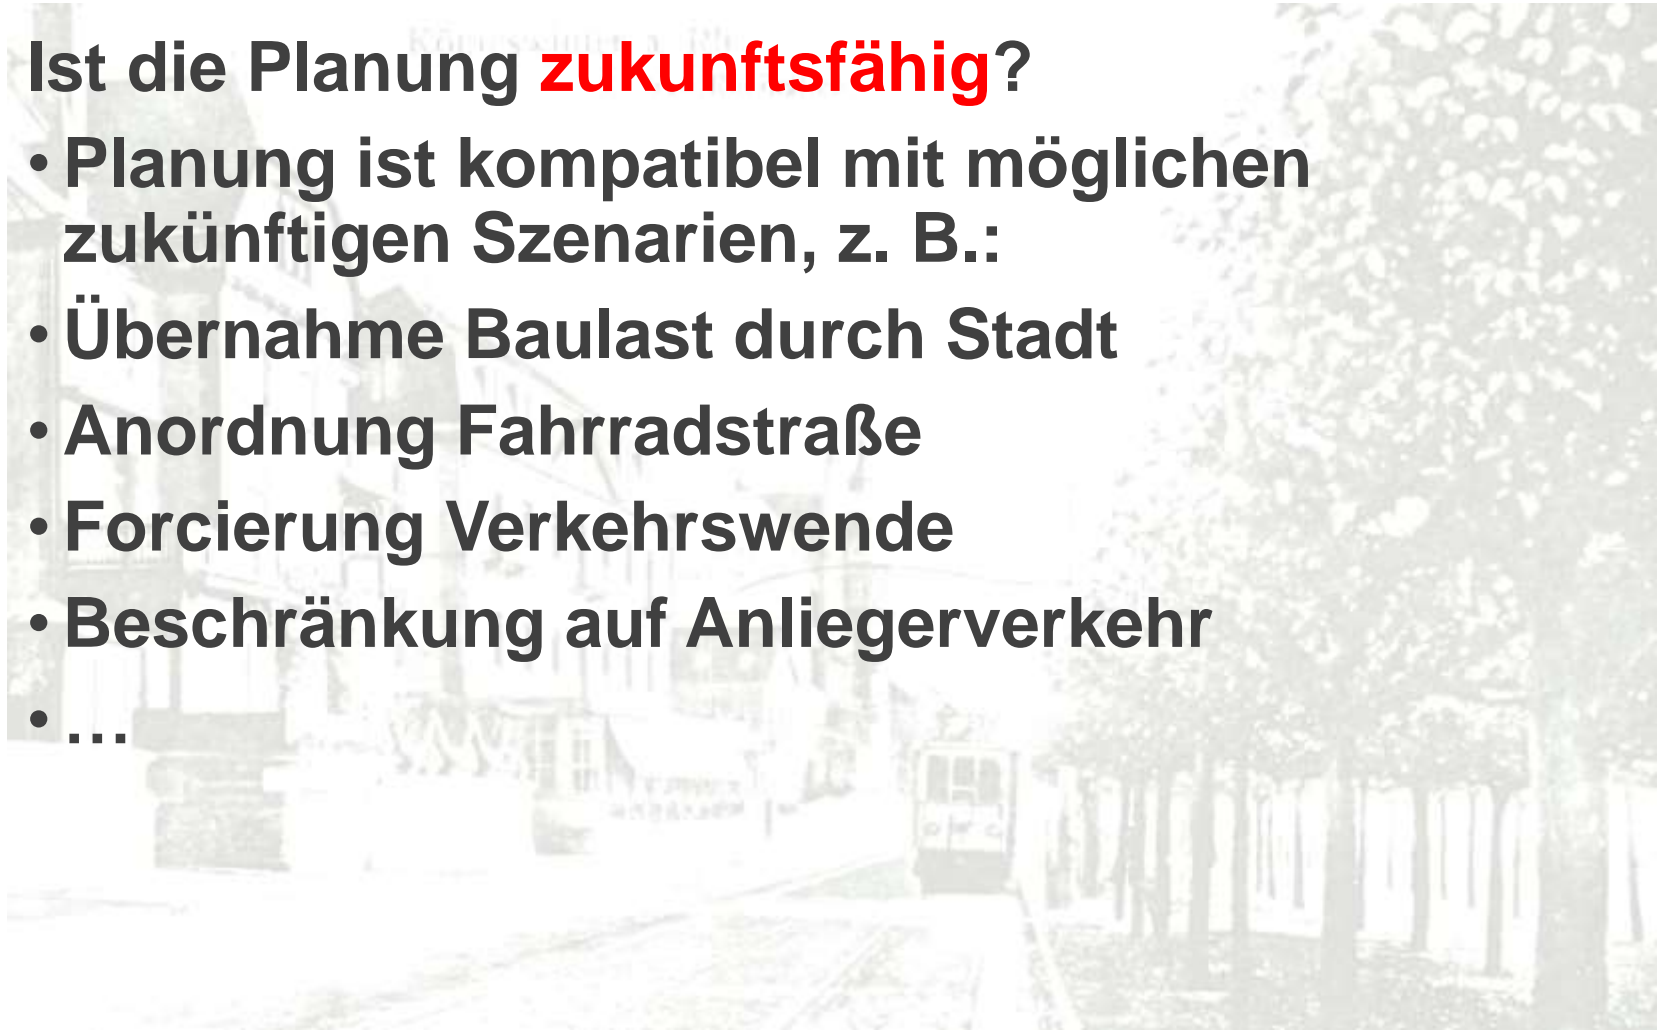 Ist die Planung zukunftsfähig?
• Planung ist kompatibel mit möglichen
zukünftigen Szenarien, z. B.:
• Übernahme Baulast durch Stadt
• Anordnung Fahrradstraße
• Forcierung Verkehrswende
• Beschränkung auf Anliegerverkehr
• …